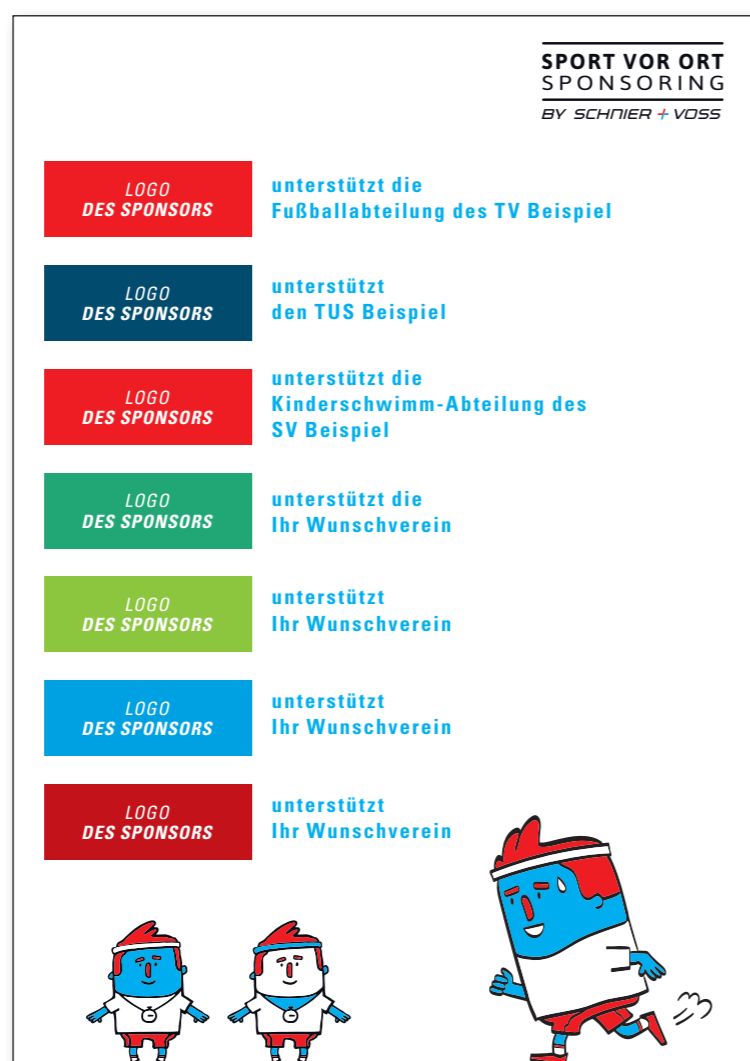 SPORT VOR ORT
SPONSORING
BY SCHNIER + VOSS
LOGO
DES SPONSORS
unterstützt die
Fußballabteilung des TV Beispiel
LOGO
DES SPONSORS
unterstützt
den TUS Beispiel
LOGO
DES SPONSORS
unterstützt die
Kinderschwimm-Abteilung des
SV Beispiel
LOGO
DES SPONSORS
unterstützt die
Ihr Wunschverein
LOGO
DES SPONSORS
unterstützt
Ihr Wunschverein
LOGO
DES SPONSORS
unterstützt
Ihr Wunschverein
LOGO
DES SPONSORS
unterstützt
Ihr Wunschverein